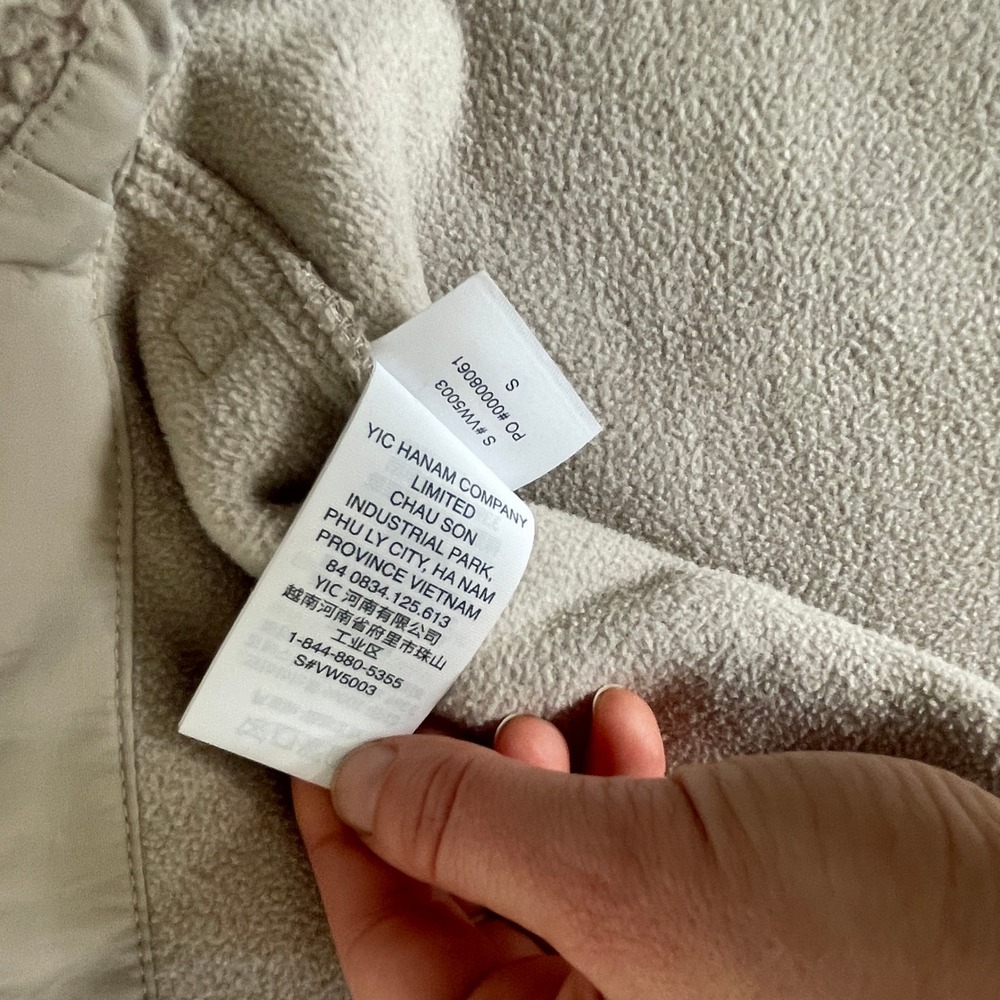 S
PO #00008061
S #VW5003
YIC HANAM COMPANY
LIMITED
CHAU SON
INDUSTRIAL PARK,
PHU LY CITY, HA NAM
PROVINCE VIETNAM
84 0834.125.613
YIC 河南有限公司
越南河南省府里市珠山
工业区
1-844-880-5355
S#VW5003